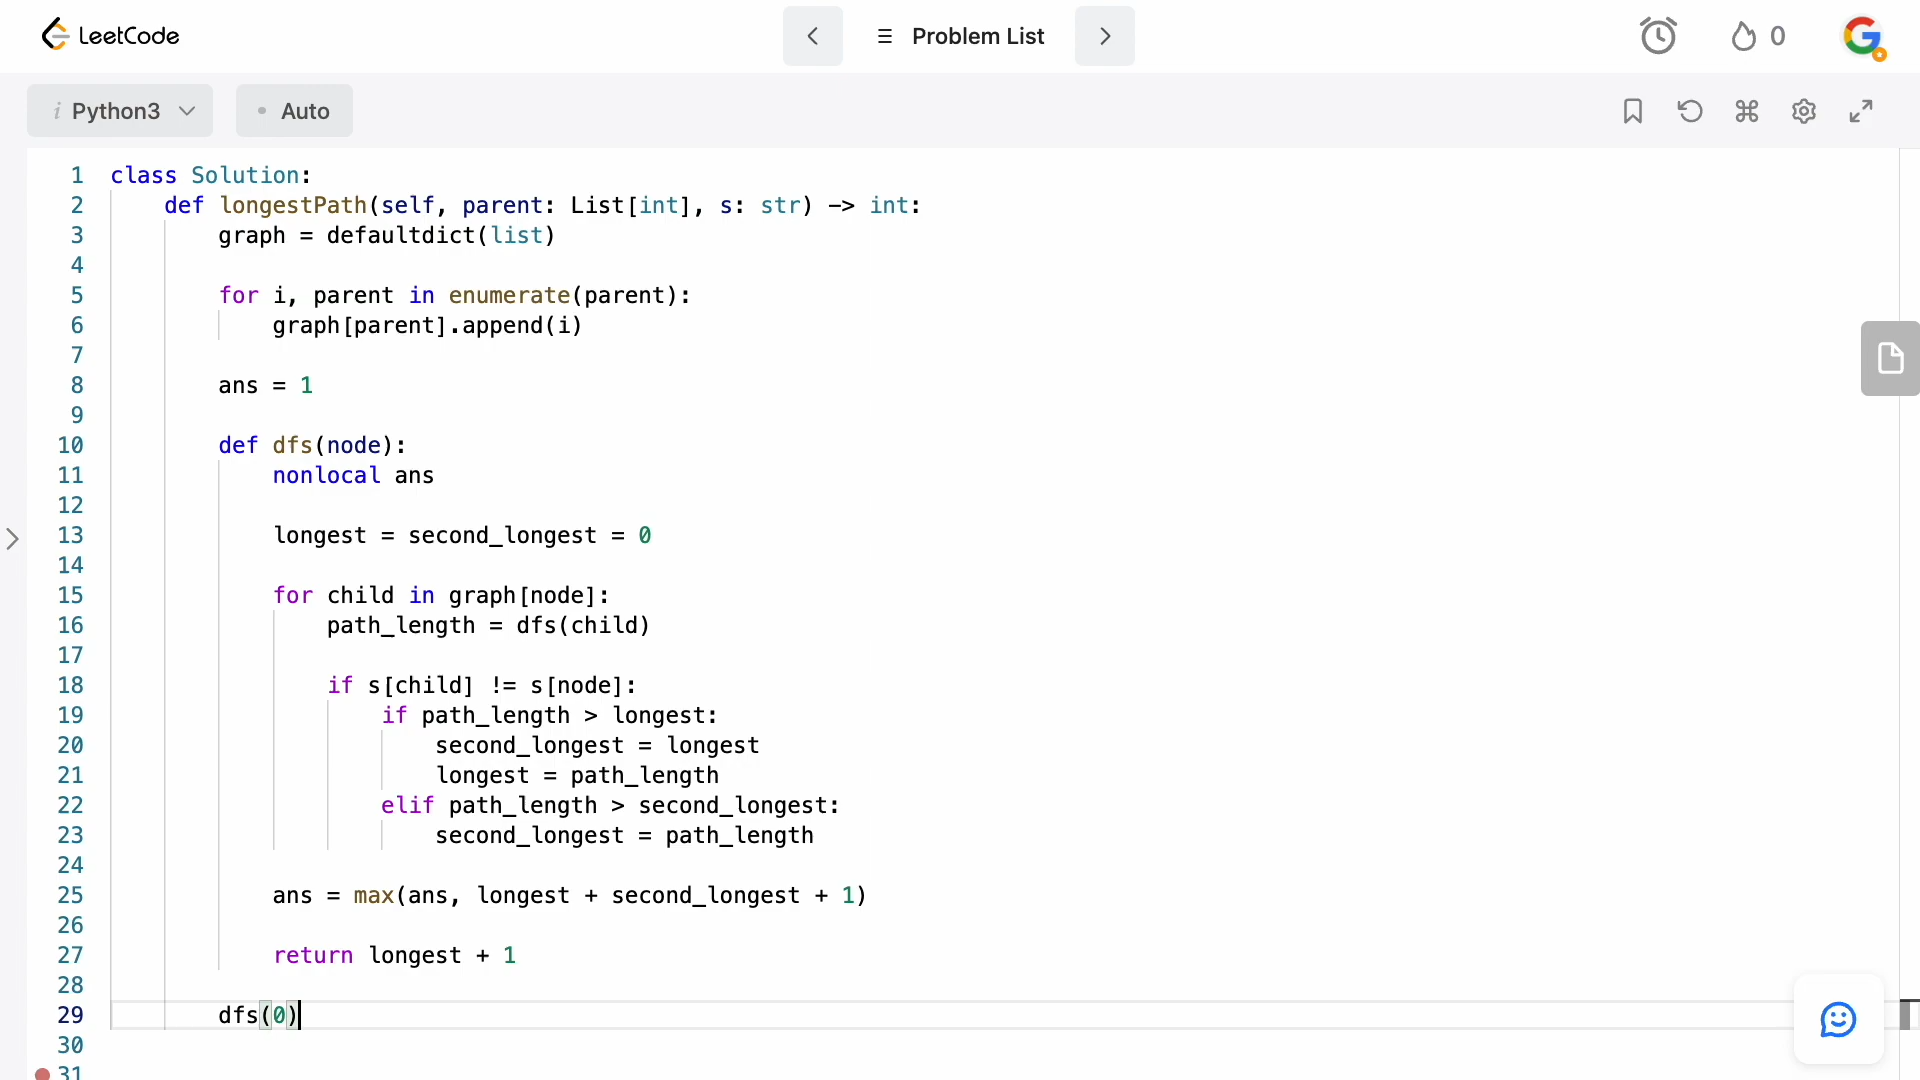 LeetCode
Problem List
0
i Python3
• Auto
1 class Solution:
2 def longestPath(self, parent: List[int], s: str) -> int:
3 graph = defaultdict(list)
4
5 for i, parent in enumerate(parent):
6 graph[parent].append(i)
7
8 ans = 1
9
10 def dfs(node):
11 nonlocal ans
12
13 longest = second_longest = 0
14
15 for child in graph[node]:
16 path_length = dfs(child)
17
18 if s[child] != s[node]:
19 if path_length > longest:
20 second_longest = longest
21 longest = path_length
22 elif path_length > second_longest:
23 second_longest = path_length
24
25 ans = max(ans, longest + second_longest + 1)
26
27 return longest + 1
28
29 dfs(0)
30
31